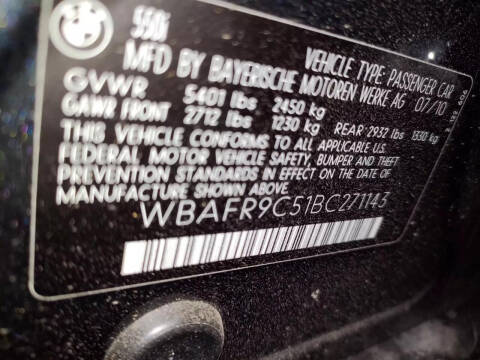 BMW
550i
VEHICLE TYPE: PASSENGER CAR
MFD BY BAYERISCHE MOTOREN WERKE AG 07/10
GVWR 5401 lbs 2450 kg
GAWR FRONT 2712 lbs 1230 kg REAR 2932 lbs 1330 kg
THIS VEHICLE CONFORMS TO ALL APPLICABLE
FEDERAL MOTOR VEHICLE SAFETY, BUMPER AND THEFT
PREVENTION STANDARDS IN EFFECT ON THE DATE OF
MANUFACTURE SHOWN ABOVE.
WBAFR9C51BC271143